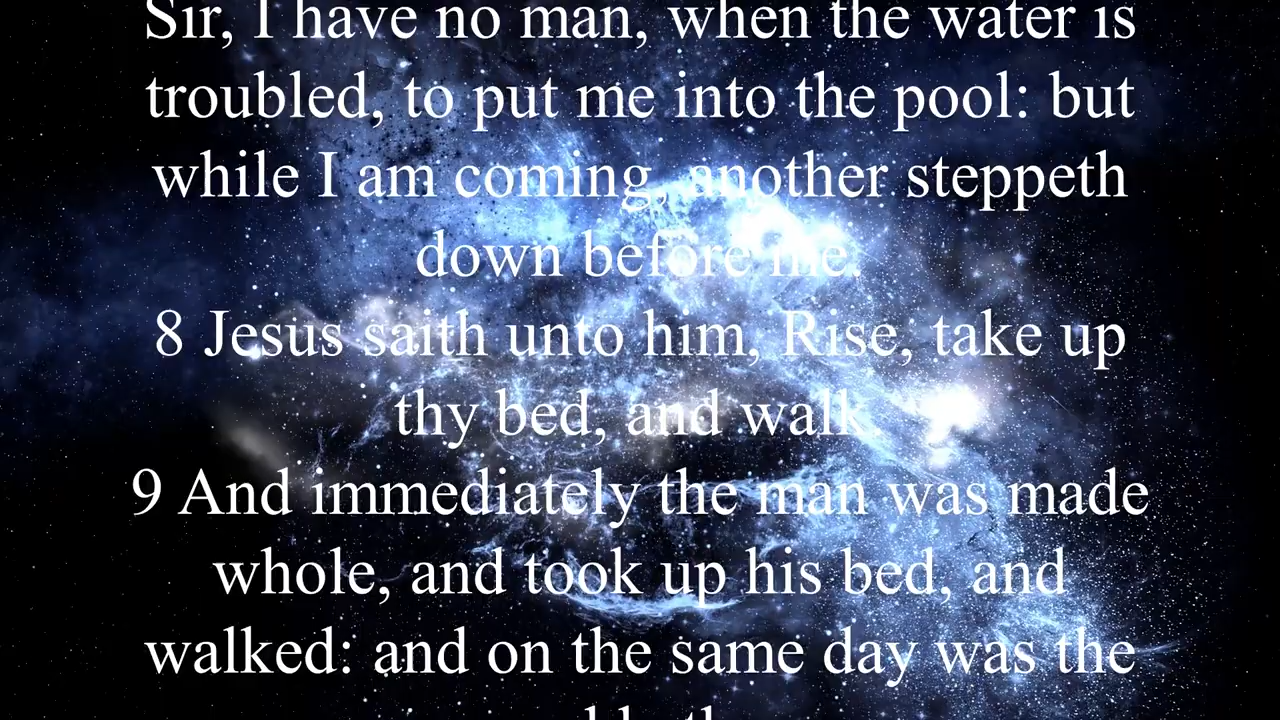 Sir, I have no man, when the water is
troubled, to put me into the pool: but
while I am coming, another steppeth
down before me.
8 Jesus saith unto him, Rise, take up
thy bed, and walk.
9 And immediately the man was made
whole, and took up his bed, and
walked: and on the same day was the